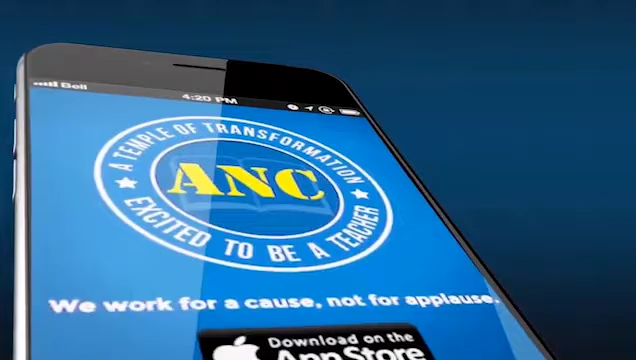 Bell
4:20 PM
A TEMPLE OF TRANSFORMATION
ANC
EXCITED TO BE A TEACHER
We work for a cause, not for applause.
Download on the
App Store